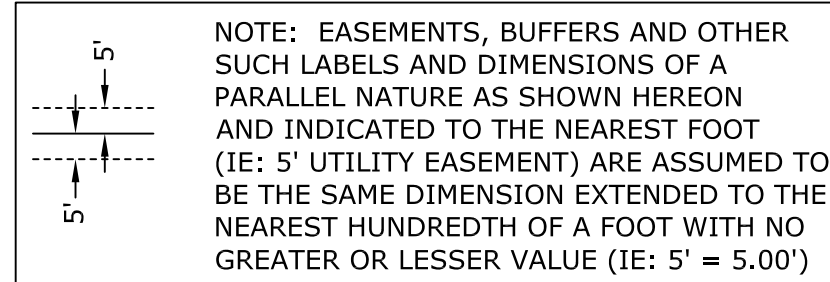 5'
5'
NOTE: EASEMENTS, BUFFERS AND OTHER
SUCH LABELS AND DIMENSIONS OF A
PARALLEL NATURE AS SHOWN HEREON
AND INDICATED TO THE NEAREST FOOT
(IE: 5' UTILITY EASEMENT) ARE ASSUMED TO
BE THE SAME DIMENSION EXTENDED TO THE
NEAREST HUNDREDTH OF A FOOT WITH NO
GREATER OR LESSER VALUE (IE: 5' = 5.00')